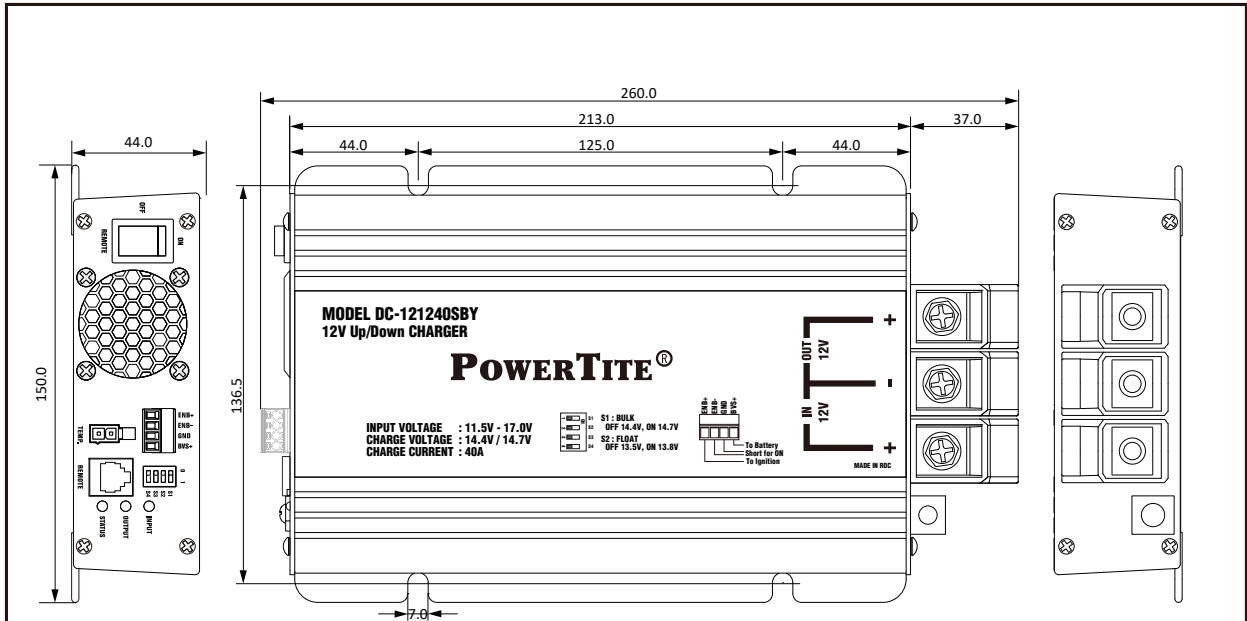 260.0
213.0
37.0
44.0
44.0
125.0
44.0
150.0
136.5
7.0
OFF
REMOTE
ON
TEMP.
ENB+
ENB-
GND
BVS+
REMOTE
0
1
S4
S3
S2
S1
STATUS
OUTPUT
INPUT
MODEL DC-121240SBY
12V Up/Down CHARGER
POWERTITE®
INPUT VOLTAGE : 11.5V - 17.0V
CHARGE VOLTAGE : 14.4V / 14.7V
CHARGE CURRENT : 40A
S1
S2
S3
S4
S1 : BULK
OFF 14.4V, ON 14.7V
S2 : FLOAT
OFF 13.5V, ON 13.8V
ENB+
ENB-
GND
BVS+
To Battery
Short for ON
To Ignition
+
OUT
12V
-
IN
12V
+
MADE IN ROC